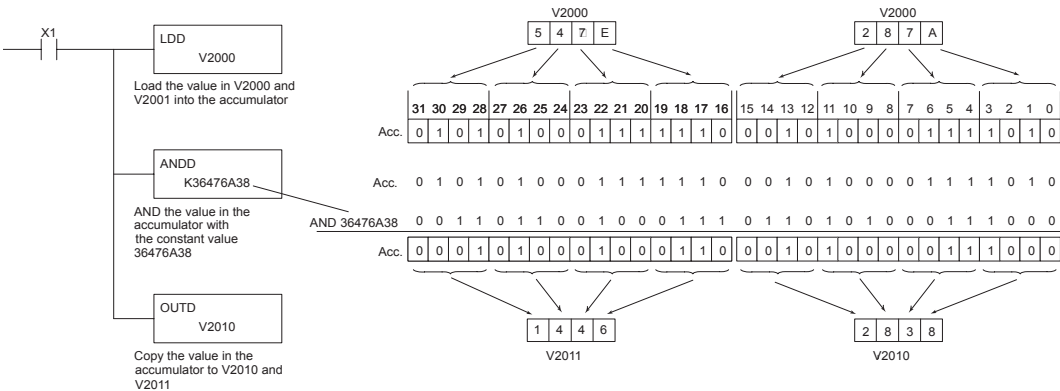 X1
LDD
V2000
Load the value in V2000 and
V2001 into the accumulator
ANDD
K36476A38
AND the value in the
accumulator with
the constant value
36476A38
OUTD
V2010
Copy the value in the
accumulator to V2010 and
V2011
V2000 V2000
5 4 7 E 2 8 7 A
31 30 29 28 27 26 25 24 23 22 21 20 19 18 17 16 15 14 13 12 11 10 9 8 7 6 5 4 3 2 1 0
Acc. 0 1 0 1 0 1 0 0 0 1 1 1 1 1 1 0 0 0 1 0 1 0 0 0 0 1 1 1 1 0 1 0
Acc. 0 1 0 1 0 1 0 0 0 1 1 1 1 1 1 0 0 0 1 0 1 0 0 0 0 1 1 1 1 0 1 0
AND 36476A38 0 0 1 1 0 1 1 0 0 1 0 0 0 1 1 1 0 1 1 0 1 0 1 0 0 0 1 1 1 0 0 0
Acc. 0 0 0 1 0 1 0 0 0 1 0 0 0 1 1 0 0 0 1 0 1 0 0 0 0 0 1 1 1 0 0 0
1 4 4 6 2 8 3 8
V2011 V2010